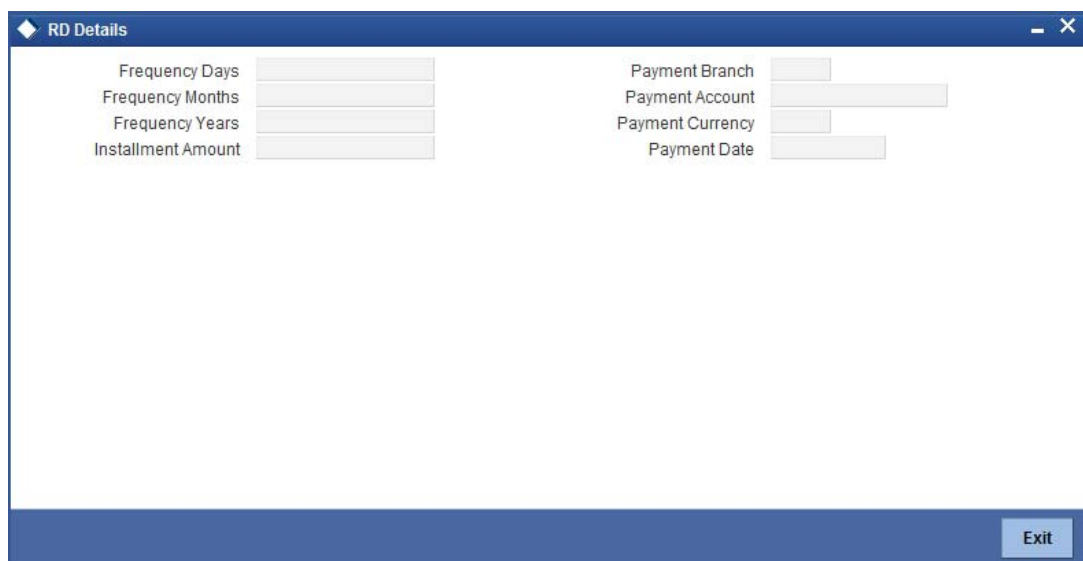 RD Details
Frequency Days
Frequency Months
Frequency Years
Installment Amount
Payment Branch
Payment Account
Payment Currency
Payment Date
Exit